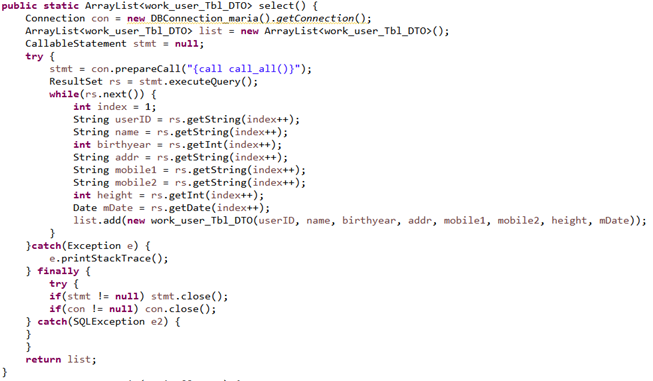 public static ArrayList<work_user_Tbl_DTO> select() {
Connection con = new DBConnection_maria().getConnection();
ArrayList<work_user_Tbl_DTO> list = new ArrayList<work_user_Tbl_DTO>();
CallableStatement stmt = null;
try {
stmt = con.prepareCall("{call call_all()}");
ResultSet rs = stmt.executeQuery();
while(rs.next()) {
int index = 1;
String userID = rs.getString(index++);
String name = rs.getString(index++);
int birthyear = rs.getInt(index++);
String addr = rs.getString(index++);
String mobile1 = rs.getString(index++);
String mobile2 = rs.getString(index++);
int height = rs.getInt(index++);
Date mDate = rs.getDate(index++);
list.add(new work_user_Tbl_DTO(userID, name, birthyear, addr, mobile1, mobile2, height, mDate));
}
}catch(Exception e) {
e.printStackTrace();
} finally {
try {
if(stmt != null) stmt.close();
if(con != null) con.close();
} catch(SQLException e2) {
}
}
return list;
}